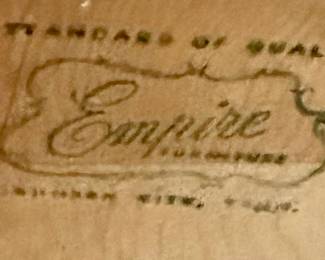 STANDARD OF QUAL
Empire
FURNITURE
JOHNSON CITY, TENN.